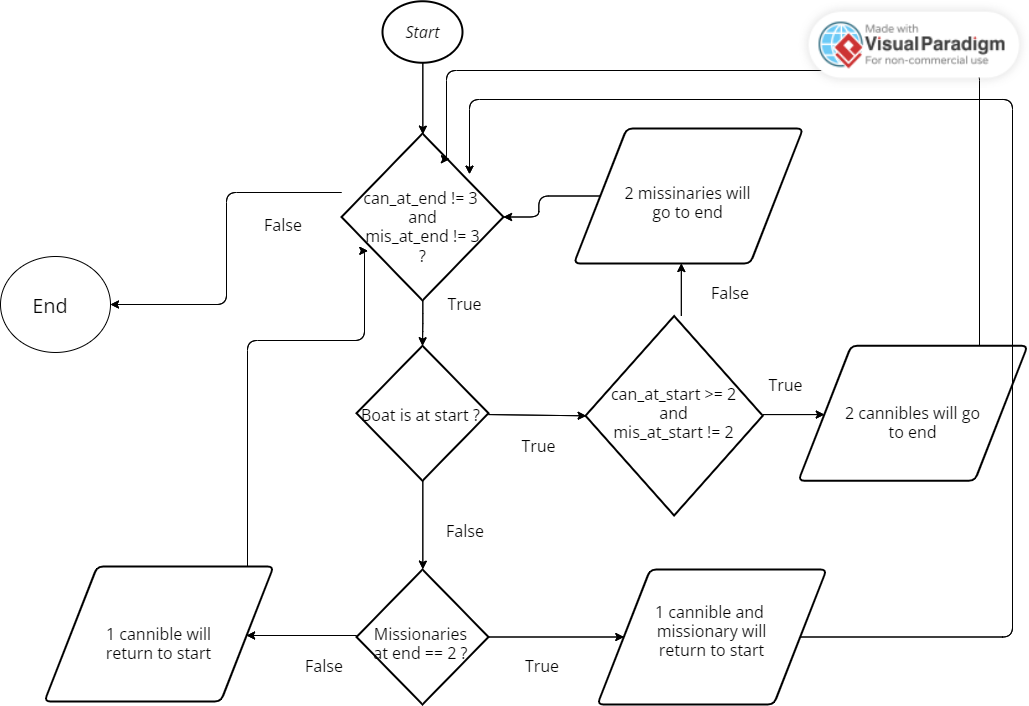 Start
Made with
Visual Paradigm
For non-commercial use
can_at_end != 3
and
mis_at_end != 3
?
2 missinaries will
go to end
False
End
True
False
can_at_start >= 2
and
mis_at_start != 2
True
2 cannibles will go
to end
Boat is at start ?
True
False
1 cannible will
return to start
Missionaries
at end == 2 ?
1 cannible and
missionary will
return to start
False
True